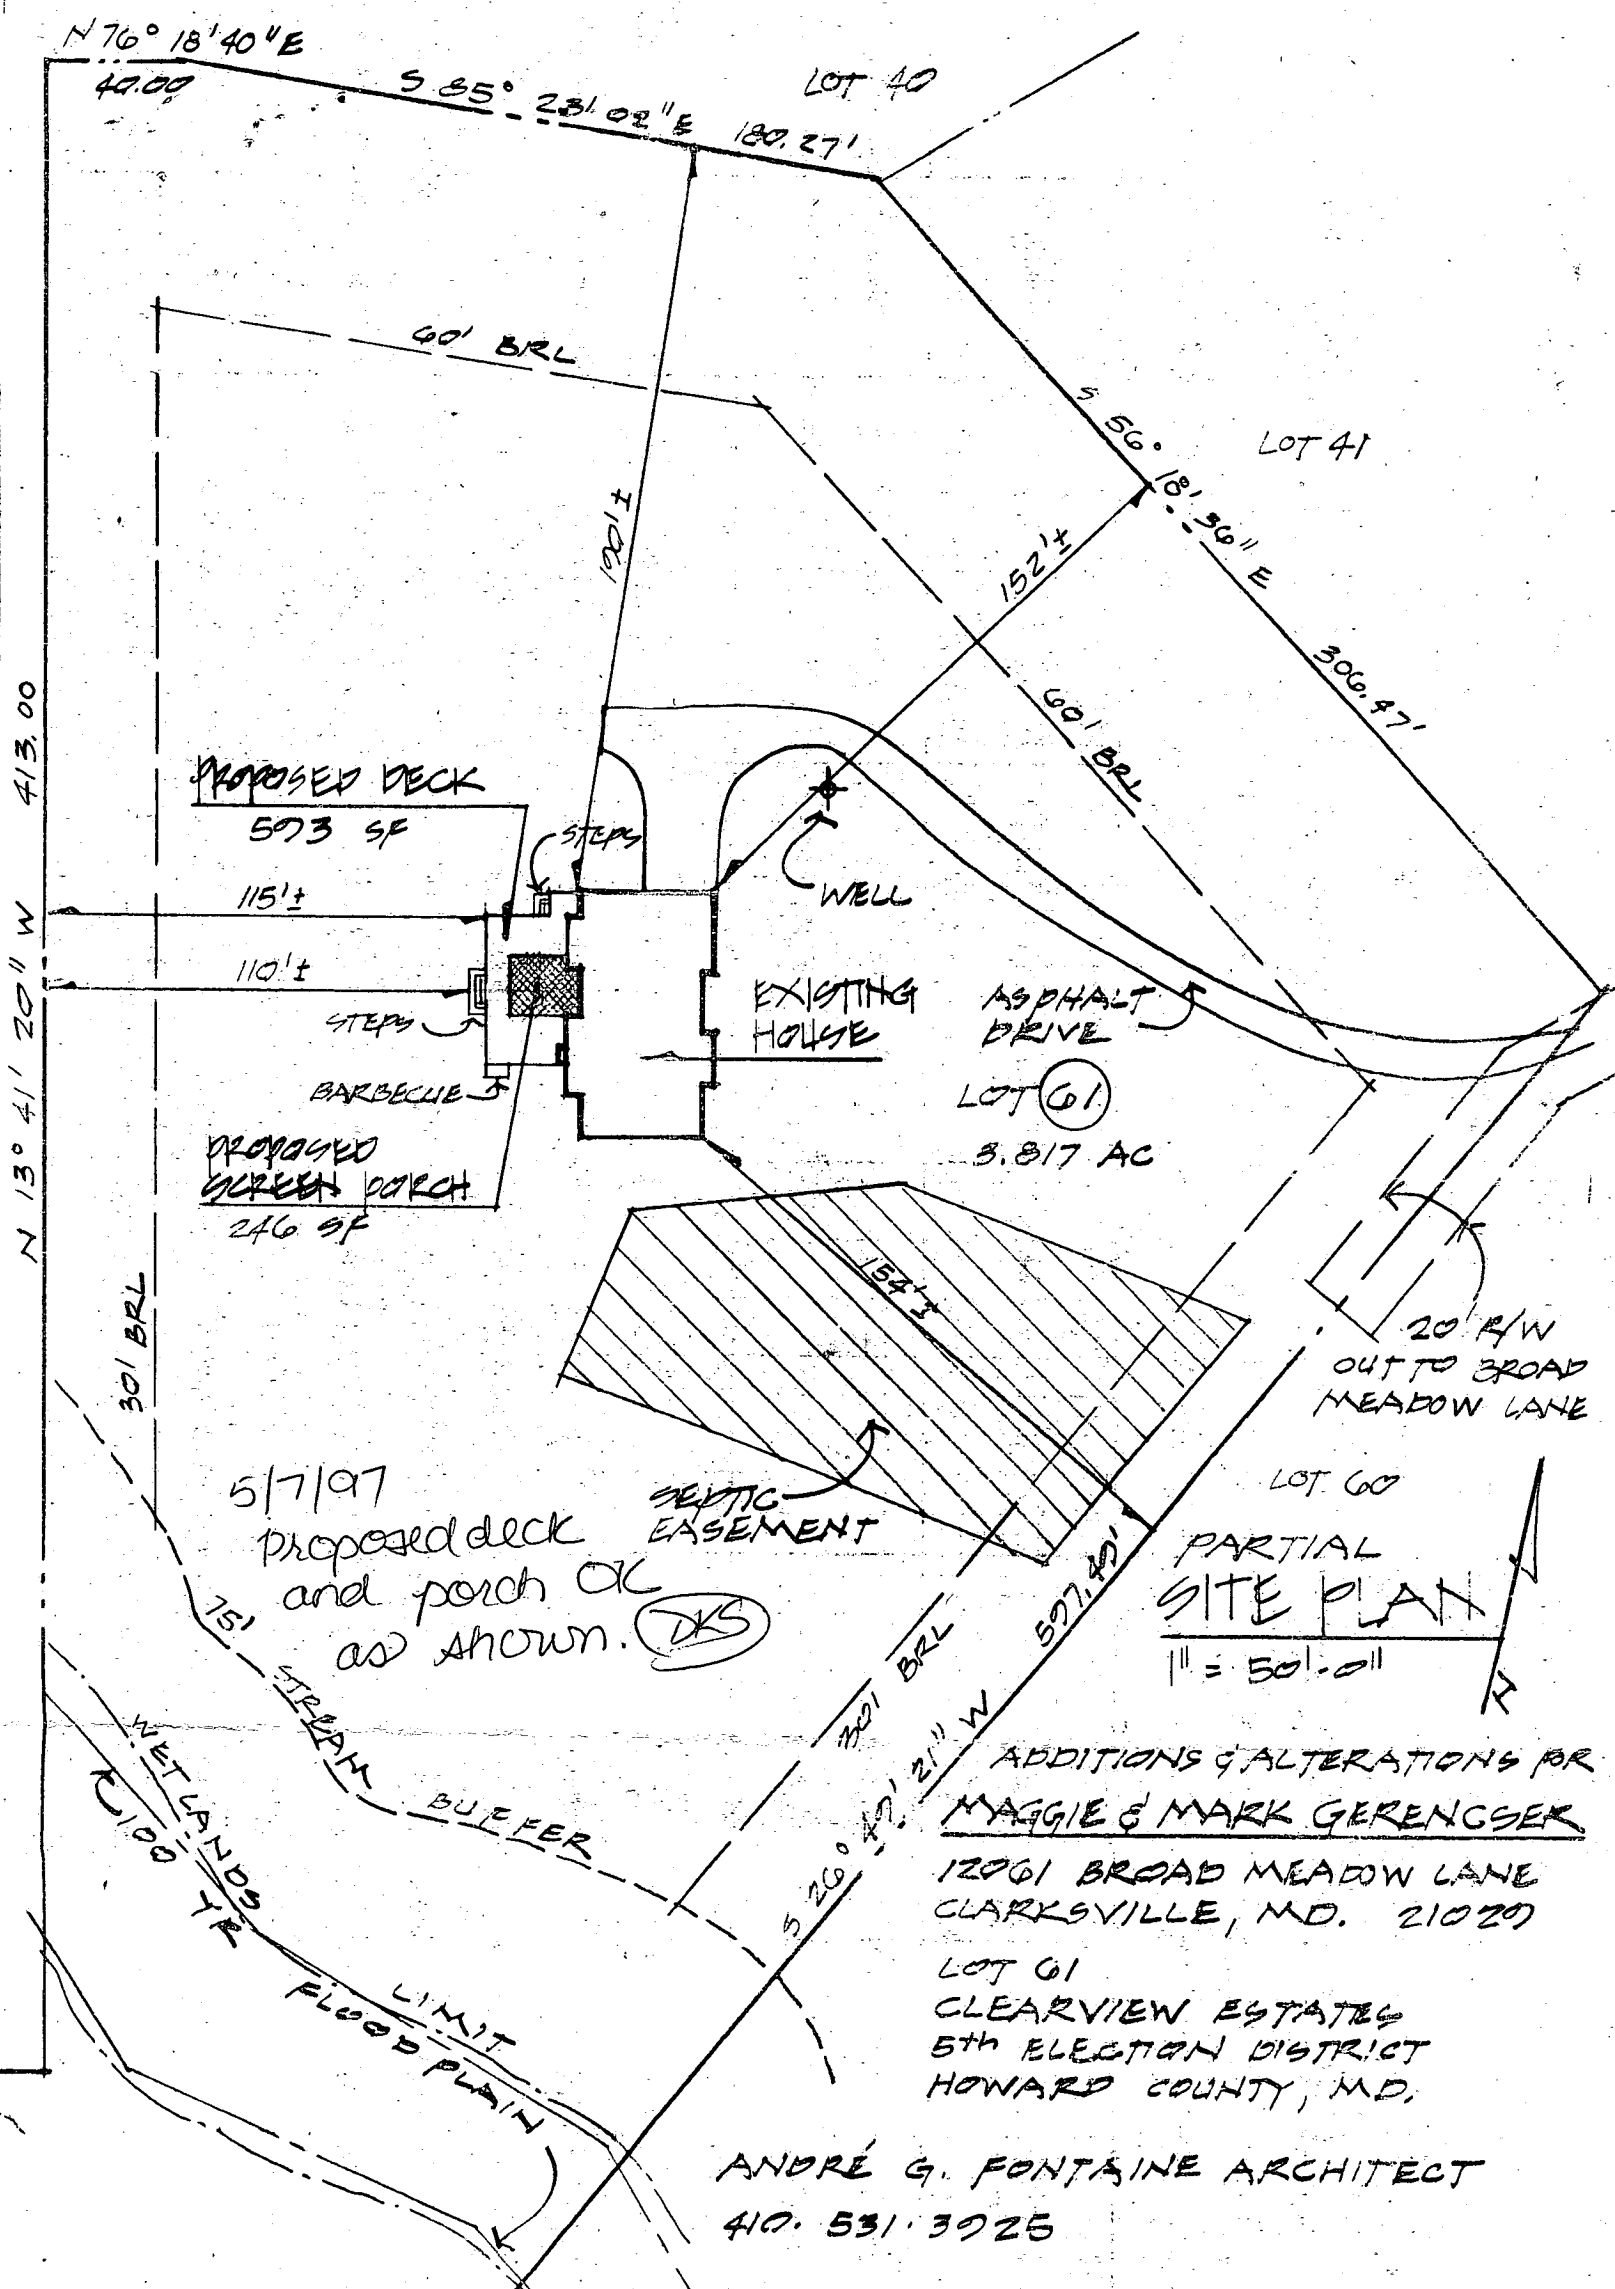 N 76° 18' 40" E
40.00
S 85° 23' 02" E 180.27'
LOT 40
60' BRL
S 56° 18' 36" E
306.47'
LOT 41
190'±
152'±
60' BRL
N 13° 41' 20" W 413.00
PROPOSED DECK
593 SF
STEPS
WELL
115'±
110'±
STEPS
EXISTING
HOUSE
ASPHALT
DRIVE
BARBECUE
LOT 61
3.817 AC
PROPOSED
SCREEN PORCH
246 SF
30' BRL
154'±
20' R/W
OUT TO BROAD
MEADOW LANE
LOT 60
5/7/97
Proposed deck
and porch OK
as shown. DKS
SEPTIC
EASEMENT
PARTIAL
SITE PLAN
1" = 50'-0"
N
30' BRL
S 26° 45' 21" W 597.45'
75' STREAM BUFFER
WETLANDS LIMIT
100 YR FLOOD PLAIN
ADDITIONS & ALTERATIONS FOR
MAGGIE & MARK GERENCSER
12061 BROAD MEADOW LANE
CLARKSVILLE, MD. 21029
LOT 61
CLEARVIEW ESTATES
5th ELECTION DISTRICT
HOWARD COUNTY, MD.
ANDRÉ G. FONTAINE ARCHITECT
410. 531. 3925